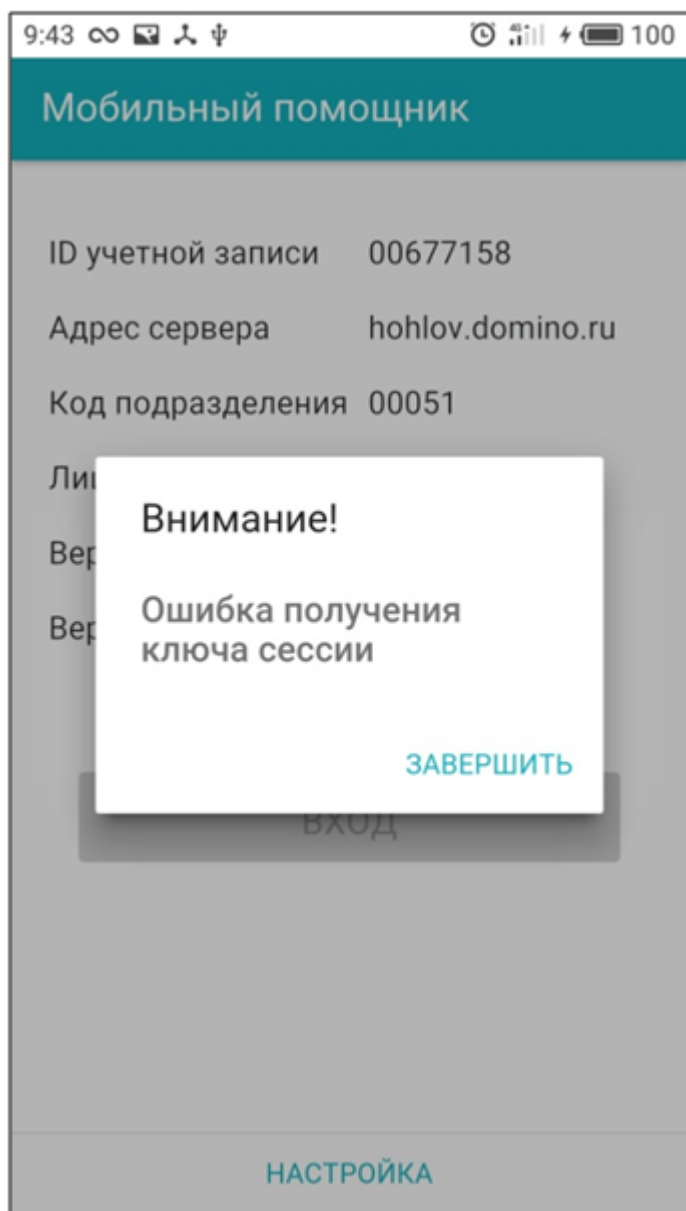 9:43
100
Мобильный помощник
ID учетной записи 00677158
Адрес сервера hohlov.domino.ru
Код подразделения 00051
Внимание!
Ошибка получения
ключа сессии
ЗАВЕРШИТЬ
ВХОД
НАСТРОЙКА